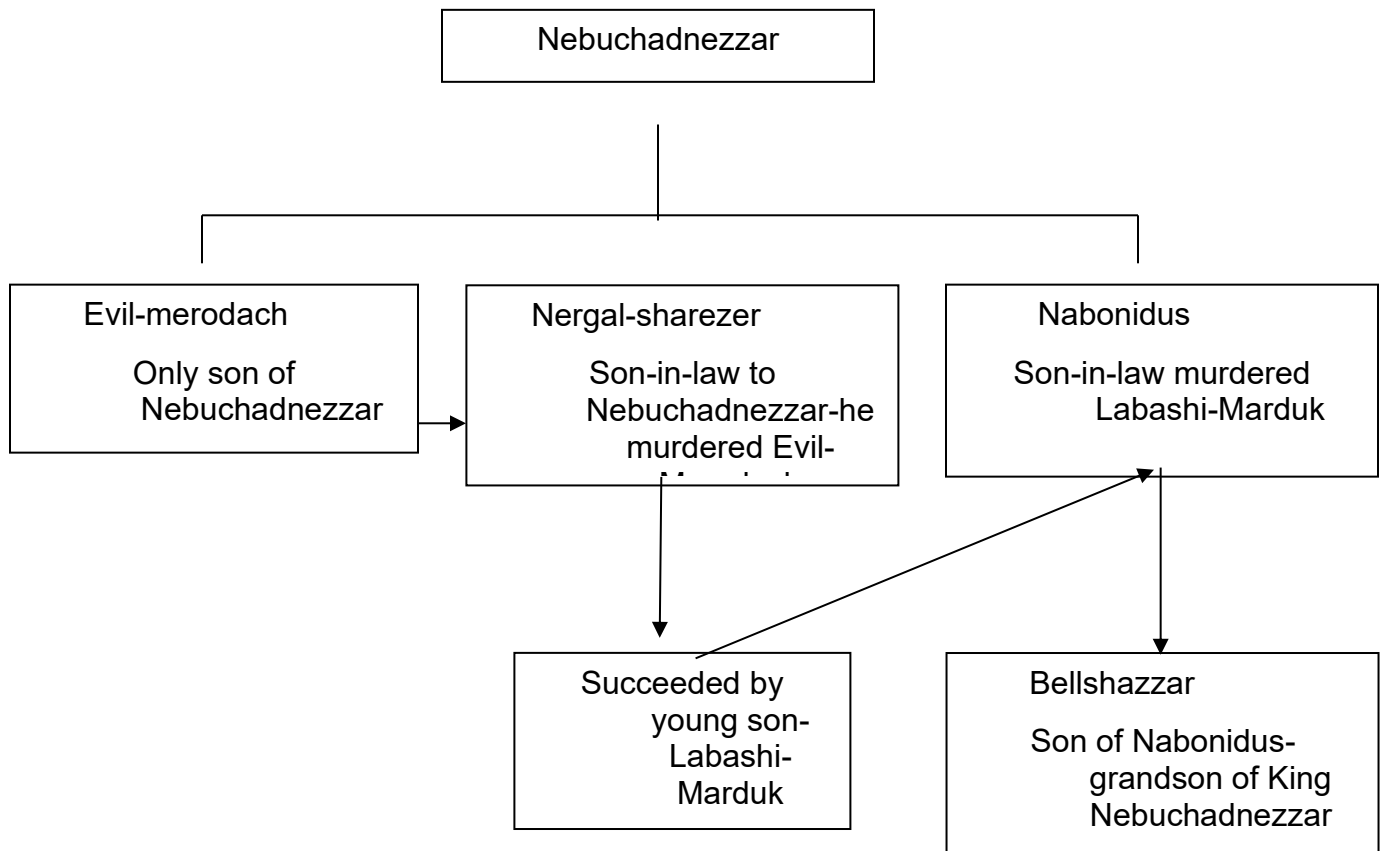 Nebuchadnezzar
Evil-merodach
Only son of
Nebuchadnezzar
Nergal-sharezer
Son-in-law to
Nebuchadnezzar-he
murdered Evil-
Nabonidus
Son-in-law murdered
Labashi-Marduk
Succeeded by
young son-
Labashi-
Marduk
Bellshazzar
Son of Nabonidus-
grandson of King
Nebuchadnezzar